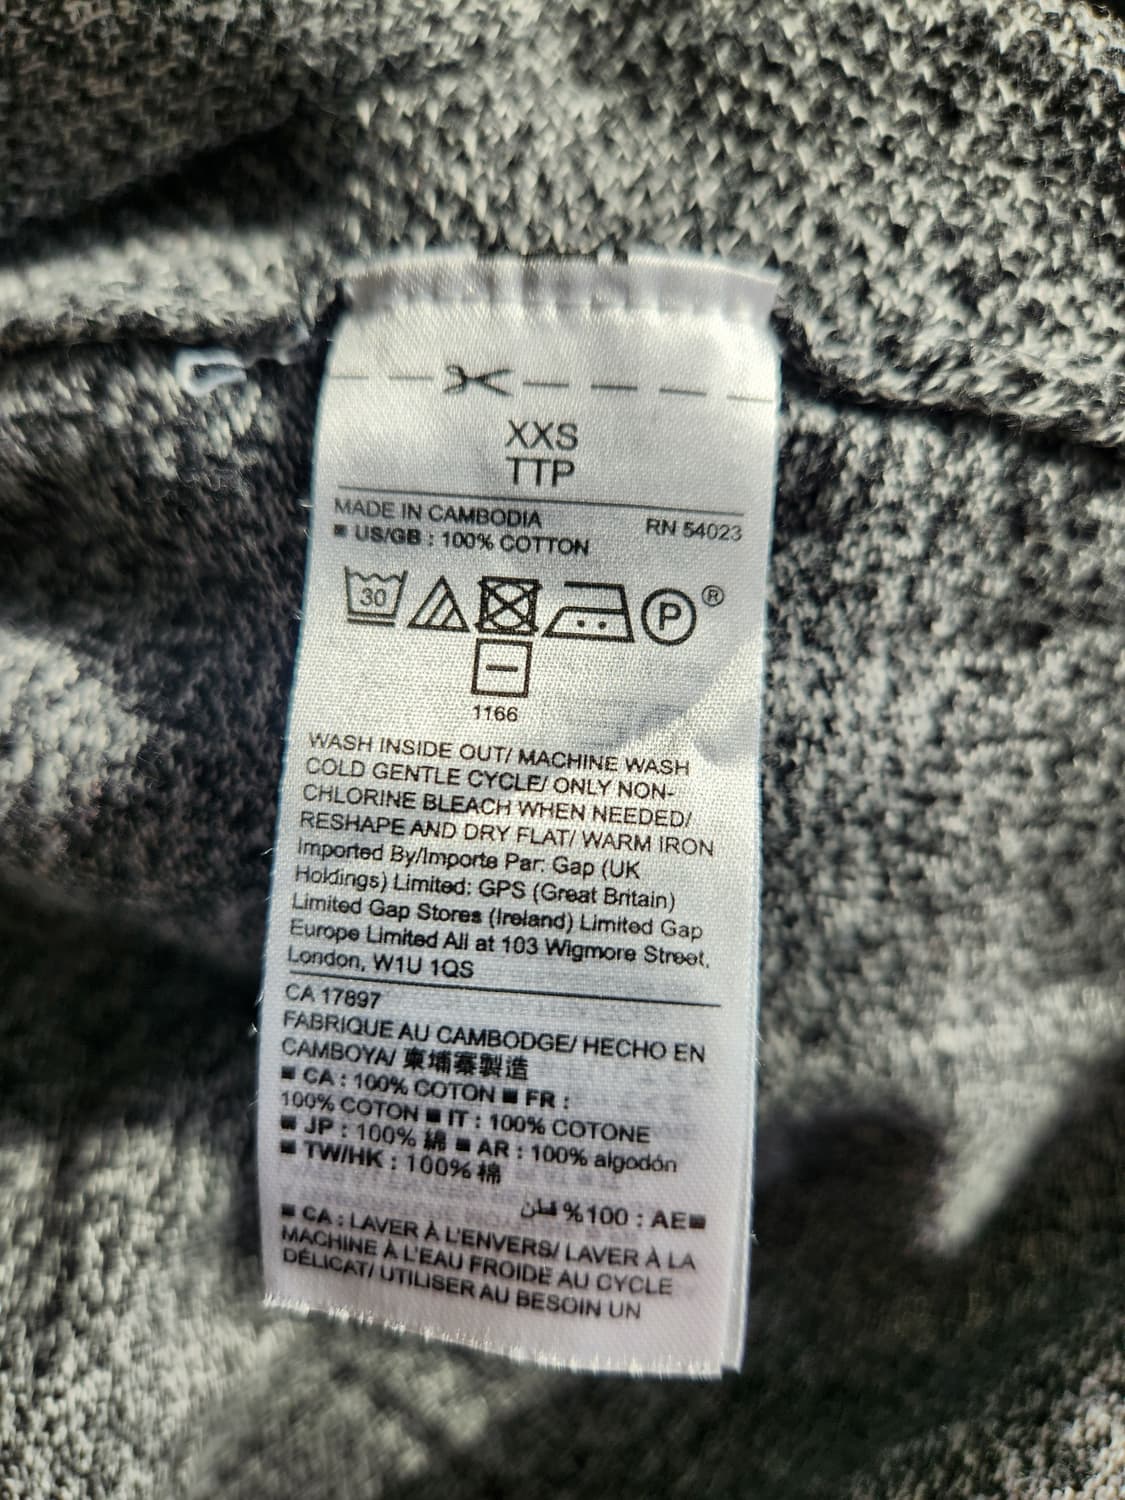 XXS
TTP
MADE IN CAMBODIA RN 54023
■ US/GB : 100% COTTON
30 P ®
1166
WASH INSIDE OUT/ MACHINE WASH
COLD GENTLE CYCLE/ ONLY NON-
CHLORINE BLEACH WHEN NEEDED/
RESHAPE AND DRY FLAT/ WARM IRON
Imported By/Importe Par: Gap (UK
Holdings) Limited: GPS (Great Britain)
Limited Gap Stores (Ireland) Limited Gap
Europe Limited All at 103 Wigmore Street,
London, W1U 1QS
CA 17897
FABRIQUE AU CAMBODGE/ HECHO EN
CAMBOYA/ 柬埔寨製造
■ CA : 100% COTON ■ FR :
100% COTON ■ IT : 100% COTONE
■ JP : 100% 綿 ■ AR : 100% algodón
■ TW/HK : 100% 棉
■AE : 100% قطن
■ CA : LAVER À L'ENVERS/ LAVER À LA
MACHINE À L'EAU FROIDE AU CYCLE
DÉLICAT/ UTILISER AU BESOIN UN